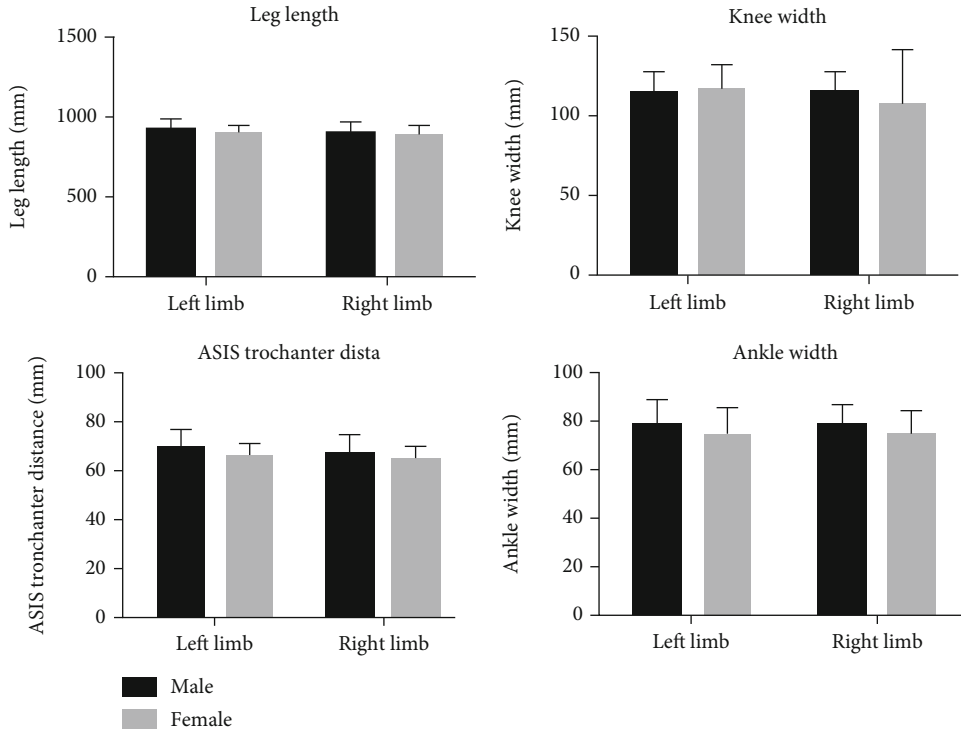 Leg length
Leg length (mm)
1500
1000
500
0
Left limb
Right limb
Knee width
Knee width (mm)
150
100
50
0
Left limb
Right limb
ASIS trochanter dista
ASIS tronchanter distance (mm)
100
80
60
40
20
0
Left limb
Right limb
Ankle width
Ankle width (mm)
100
80
60
40
20
0
Left limb
Right limb
Male
Female